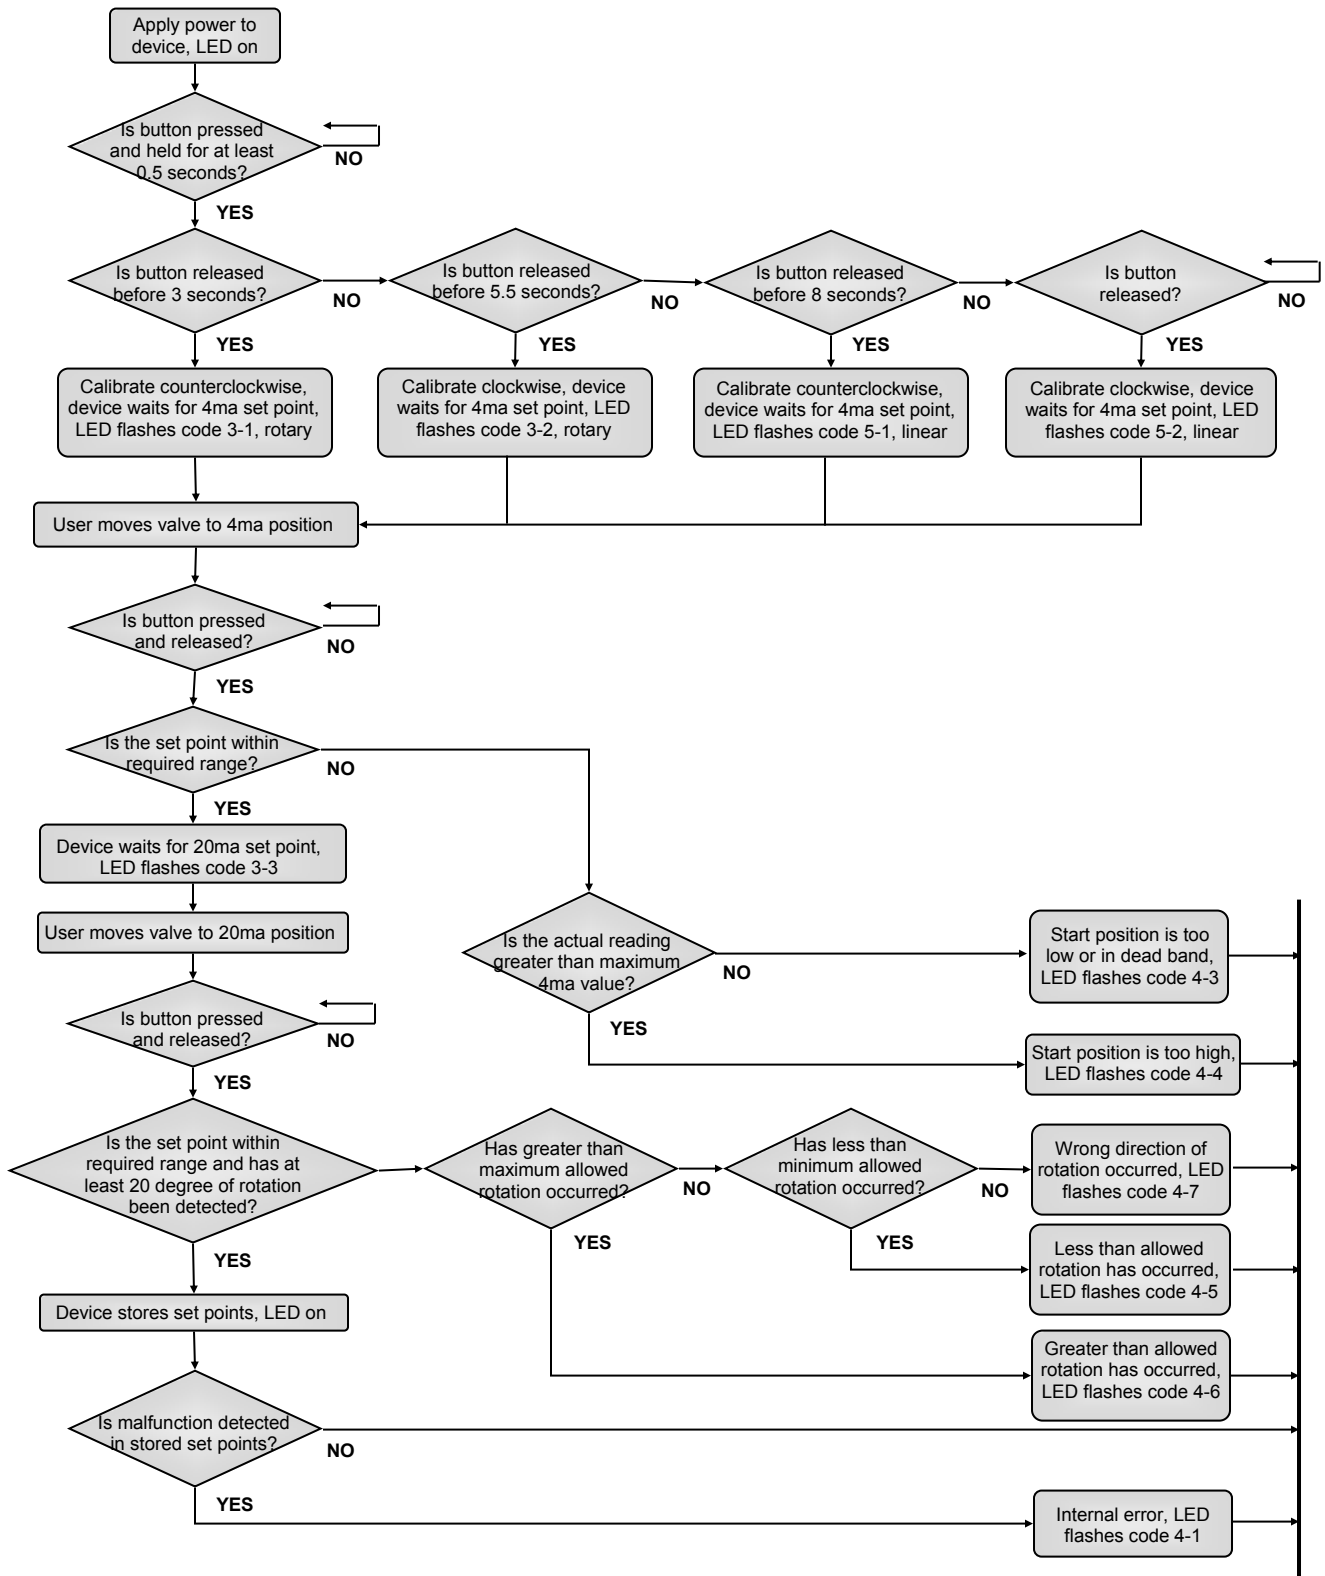 Apply power to
device, LED on
Is button pressed
and held for at least
0.5 seconds?
NO
YES
Is button released
before 3 seconds?
NO
YES
Is button released
before 5.5 seconds?
NO
YES
Is button released
before 8 seconds?
NO
YES
Is button
released?
NO
YES
Calibrate counterclockwise,
device waits for 4ma set point,
LED flashes code 3-1, rotary
Calibrate clockwise, device
waits for 4ma set point, LED
flashes code 3-2, rotary
Calibrate counterclockwise,
device waits for 4ma set point,
LED flashes code 5-1, linear
Calibrate clockwise, device
waits for 4ma set point, LED
flashes code 5-2, linear
User moves valve to 4ma position
Is button pressed
and released?
NO
YES
Is the set point within
required range?
NO
YES
Device waits for 20ma set point,
LED flashes code 3-3
User moves valve to 20ma position
Is the actual reading
greater than maximum
4ma value?
NO
YES
Start position is too
low or in dead band,
LED flashes code 4-3
Start position is too high,
LED flashes code 4-4
Is button pressed
and released?
NO
YES
Is the set point within
required range and has at
least 20 degree of rotation
been detected?
YES
Has greater than
maximum allowed
rotation occurred?
NO
YES
Has less than
minimum allowed
rotation occurred?
NO
YES
Wrong direction of
rotation occurred, LED
flashes code 4-7
Less than allowed
rotation has occurred,
LED flashes code 4-5
Greater than allowed
rotation has occurred,
LED flashes code 4-6
Device stores set points, LED on
Is malfunction detected
in stored set points?
NO
YES
Internal error, LED
flashes code 4-1